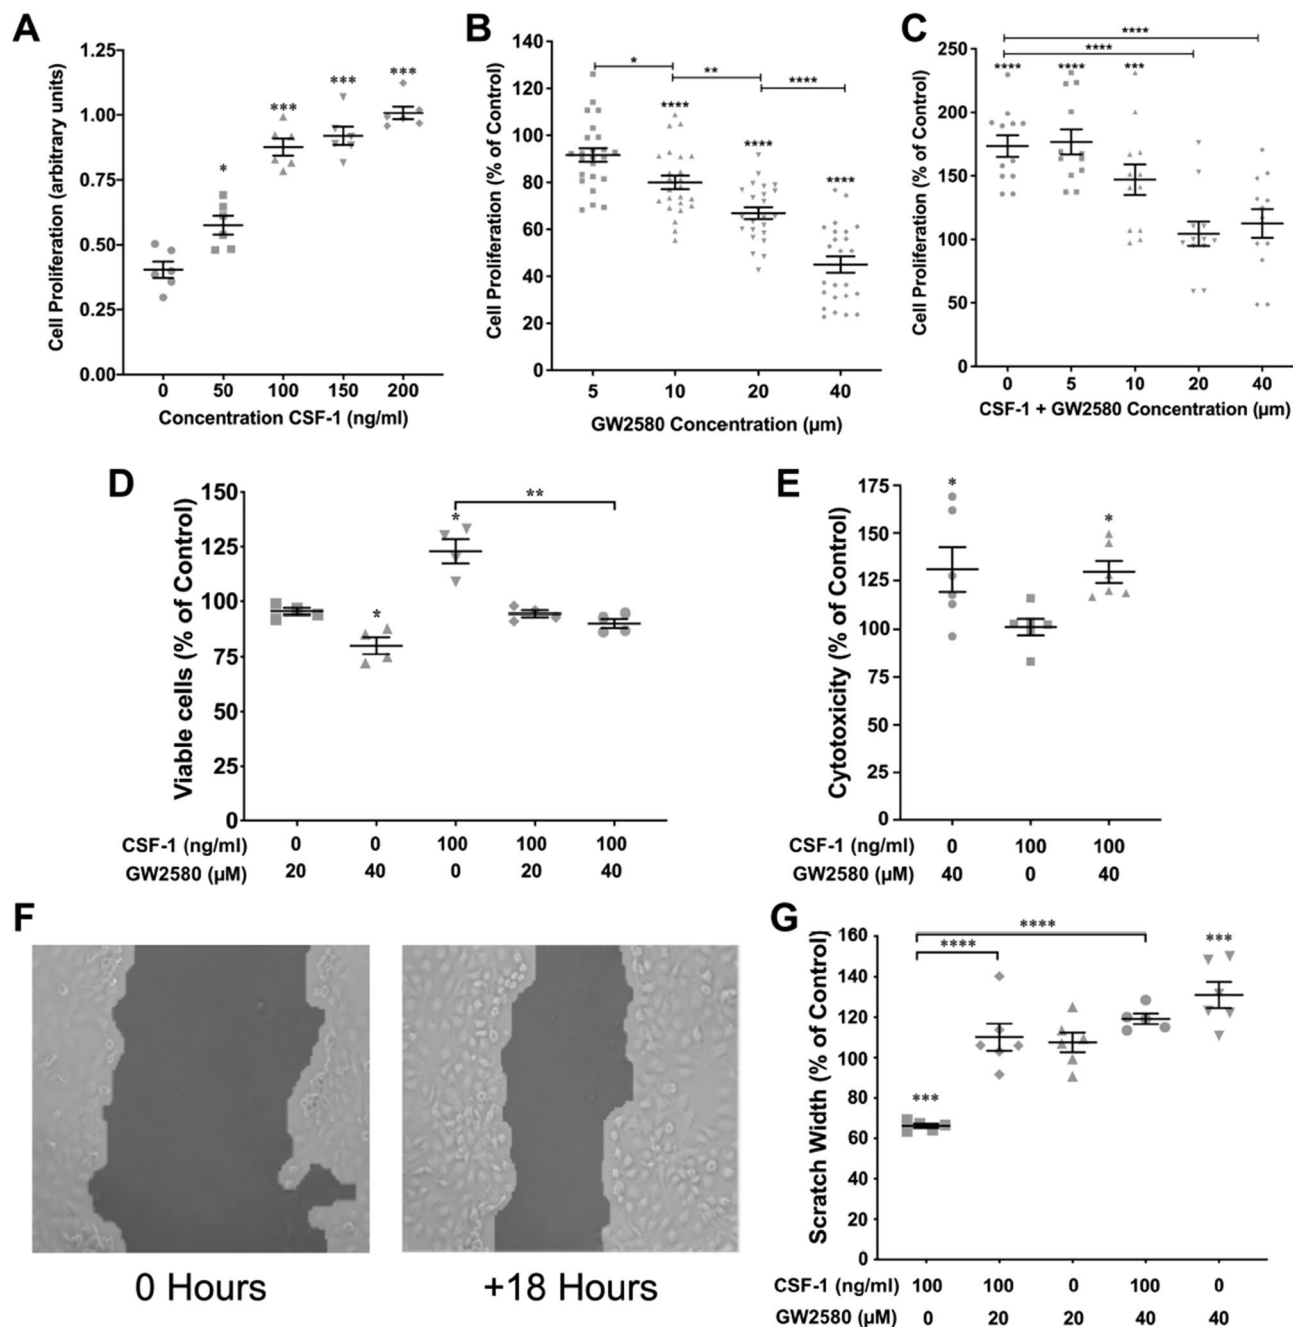 A
Cell Proliferation (arbitrary units)
1.25
1.00
0.75
0.50
0.25
0.00
*
***
***
***
0 50 100 150 200
Concentration CSF-1 (ng/ml)
B
Cell Proliferation (% of Control)
140
120
100
80
60
40
20
0
*
**
****
****
****
****
5 10 20 40
GW2580 Concentration (µm)
C
Cell Proliferation (% of Control)
250
200
150
100
50
0
****
****
**** **** ***
0 5 10 20 40
CSF-1 + GW2580 Concentration (µm)
D
Viable cells (% of Control)
150
125
100
75
50
25
0
**
*
*
CSF-1 (ng/ml) 0 0 100 100 100
GW2580 (µM) 20 40 0 20 40
E
Cytotoxicity (% of Control)
175
150
125
100
75
50
25
0
*
*
CSF-1 (ng/ml) 0 100 100
GW2580 (µM) 40 0 40
F
0 Hours
+18 Hours
G
Scratch Width (% of Control)
160
140
120
100
80
60
40
20
0
****
****
***
***
CSF-1 (ng/ml) 100 100 0 100 0
GW2580 (µM) 0 20 20 40 40